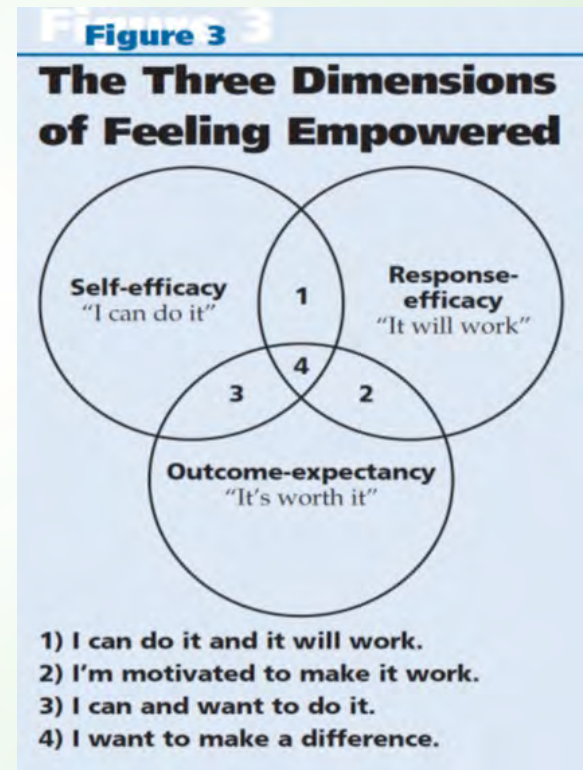 Figure 3
The Three Dimensions
of Feeling Empowered
Self-efficacy
“I can do it”
1
Response-
efficacy
“It will work”
4
3
2
Outcome-expectancy
“It’s worth it”
1) I can do it and it will work.
2) I’m motivated to make it work.
3) I can and want to do it.
4) I want to make a difference.